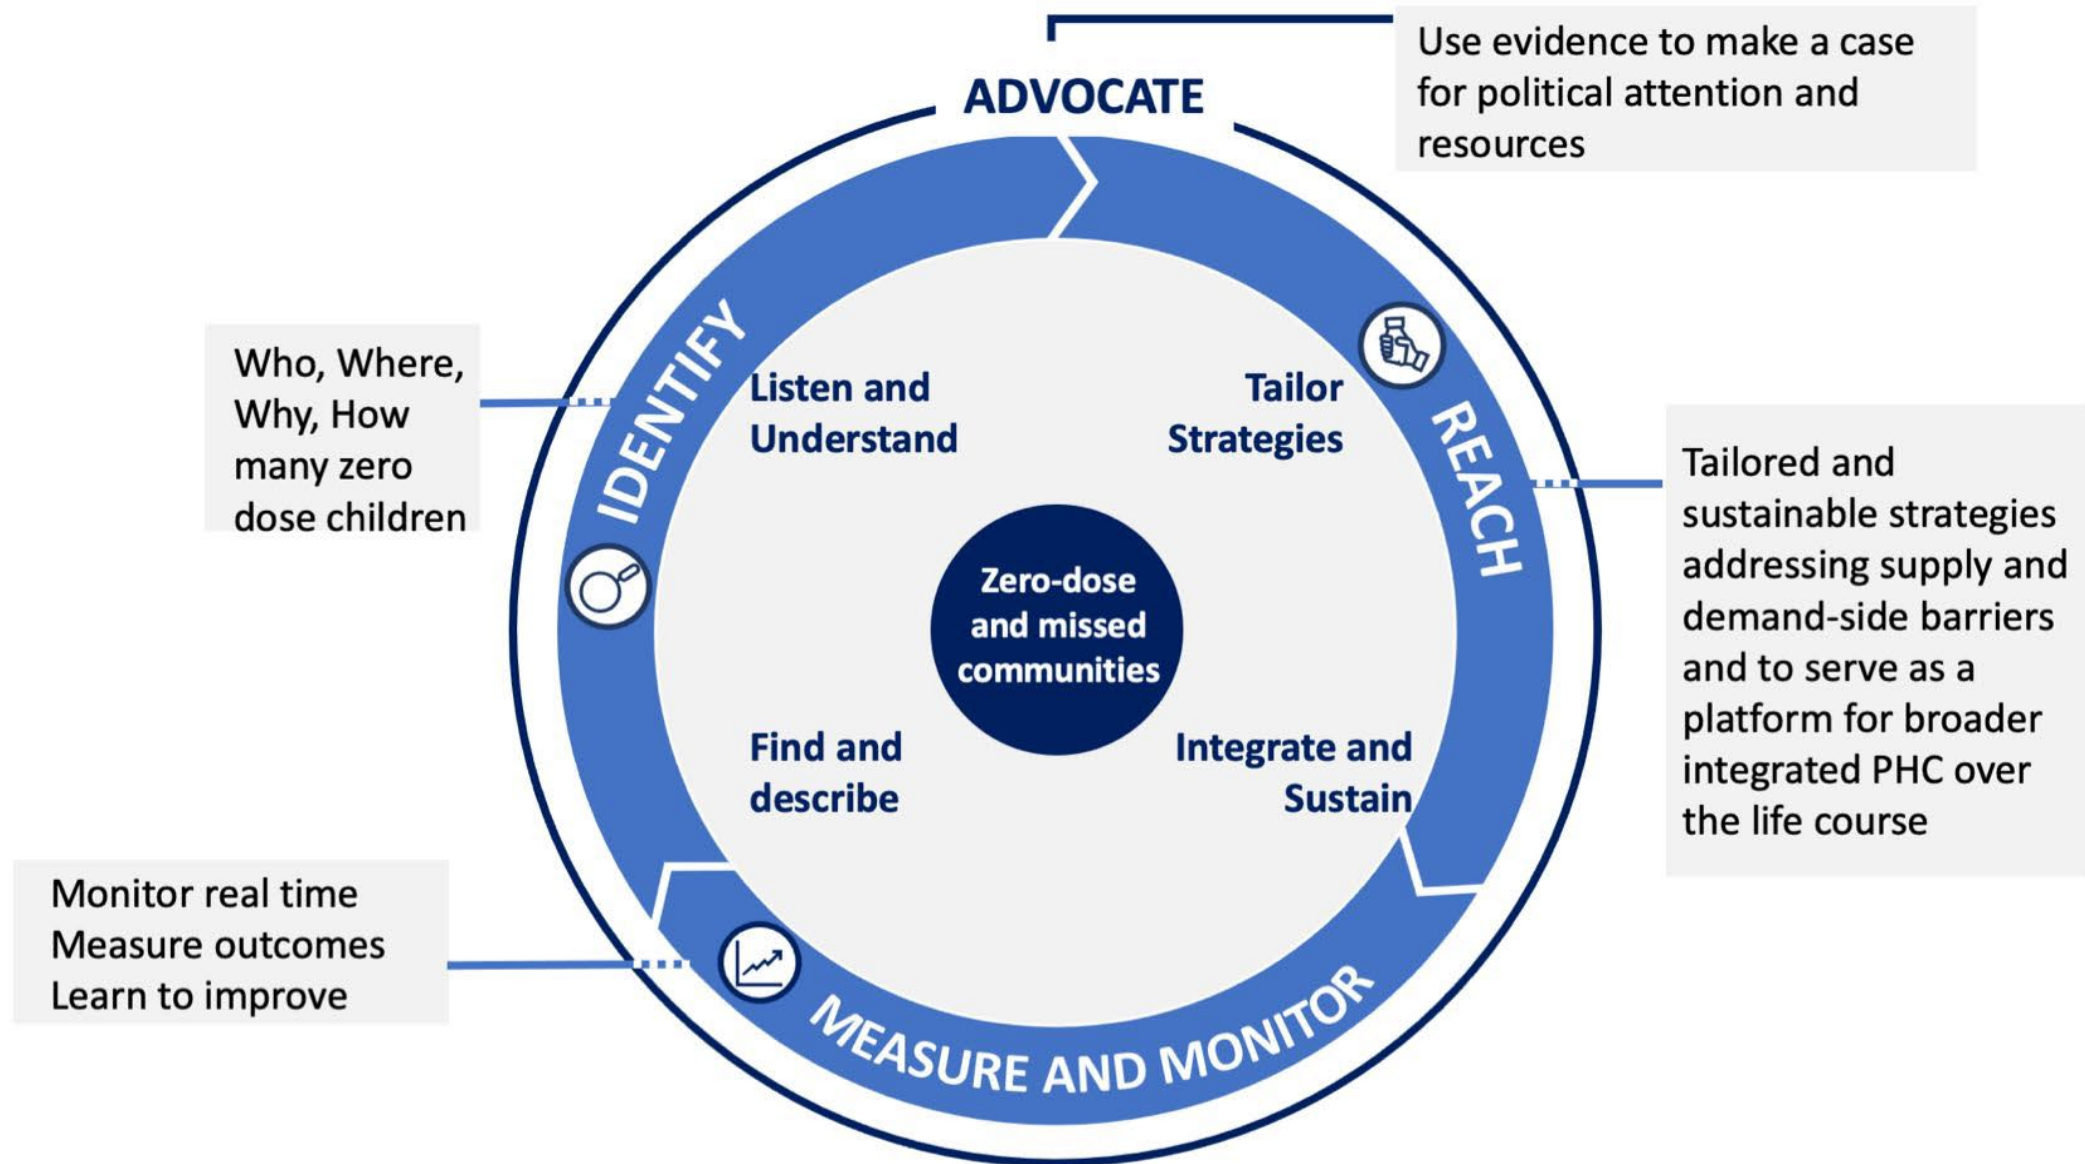 Use evidence to make a case
for political attention and
resources
ADVOCATE
IDENTIFY
Who, Where,
Why, How
many zero
dose children
Listen and
Understand
Tailor
Strategies
REACH
Tailored and
sustainable strategies
addressing supply and
demand-side barriers
and to serve as a
platform for broader
integrated PHC over
the life course
Zero-dose
and missed
communities
Find and
describe
Integrate and
Sustain
Monitor real time
Measure outcomes
Learn to improve
MEASURE AND MONITOR